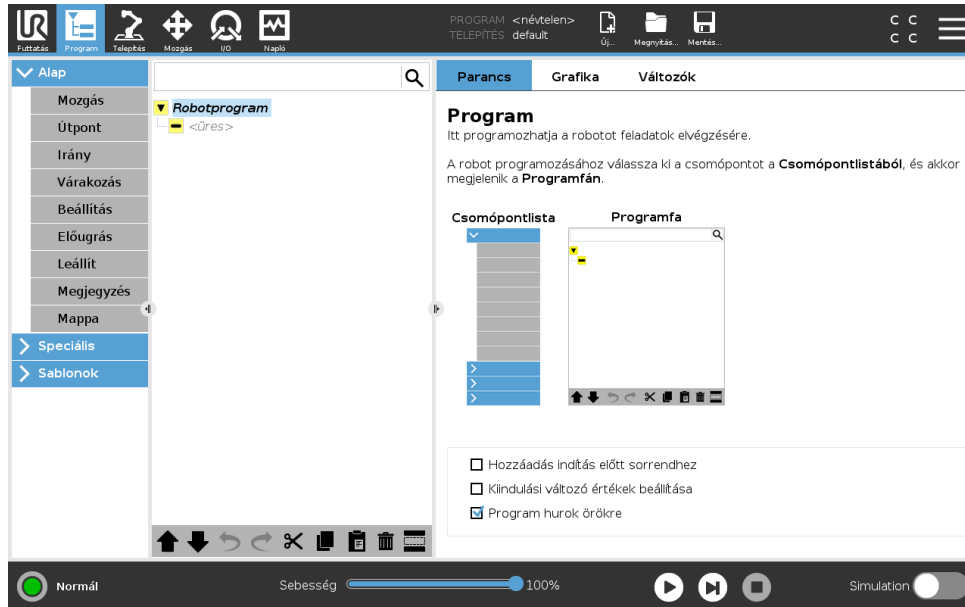 UR
Futtatás
Program
Telepítés
Mozgás
I/O
Napló
PROGRAM <névtelen>
TELEPÍTÉS default
Új...
Megnyitás...
Mentés...
C C
C C
Alap
Mozgás
Útpont
Irány
Várakozás
Beállítás
Előugrás
Leállít
Megjegyzés
Mappa
Speciális
Sablonok
Robotprogram
<üres>
Parancs
Grafika
Változók
Program
Itt programozhatja a robotot feladatok elvégzésére.
A robot programozásához válassza ki a csomópontot a Csomópontlistából, és akkor
megjelenik a Programfán.
Csomópontlista
Programfa
Hozzáadás indítás előtt sorrendhez
Kiindulási változó értékek beállítása
Program hurok örökre
Normál
Sebesség
100%
Simulation